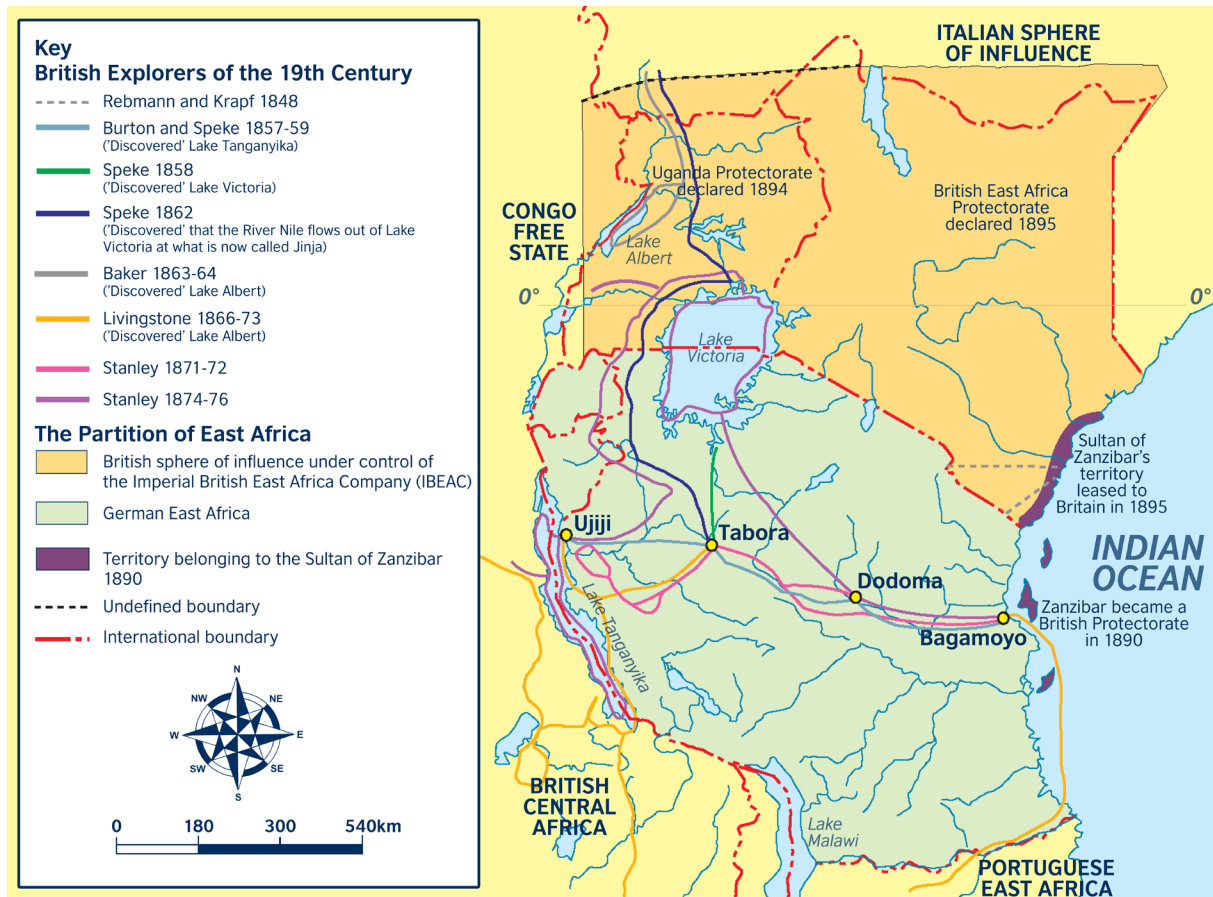 Key
British Explorers of the 19th Century
Rebmann and Krapf 1848
Burton and Speke 1857-59
('Discovered' Lake Tanganyika)
Speke 1858
('Discovered' Lake Victoria)
Speke 1862
('Discovered' that the River Nile flows out of Lake
Victoria at what is now called Jinja)
Baker 1863-64
('Discovered' Lake Albert)
Livingstone 1866-73
('Discovered' Lake Albert)
Stanley 1871-72
Stanley 1874-76
The Partition of East Africa
British sphere of influence under control of
the Imperial British East Africa Company (IBEAC)
German East Africa
Territory belonging to the Sultan of Zanzibar
1890
Undefined boundary
International boundary
N
NW
NE
W
E
SW
SE
S
0
180
300
540km
ITALIAN SPHERE
OF INFLUENCE
Uganda Protectorate
declared 1894
British East Africa
Protectorate
declared 1895
CONGO
FREE
STATE
Lake
Albert
0°
0°
Lake
Victoria
Sultan of
Zanzibar's
territory
leased to
Britain in 1895
Ujiji
Tabora
INDIAN
OCEAN
Dodoma
Lake Tanganyika
Zanzibar became a
British Protectorate
in 1890
Bagamoyo
BRITISH
CENTRAL
AFRICA
Lake
Malawi
PORTUGUESE
EAST AFRICA